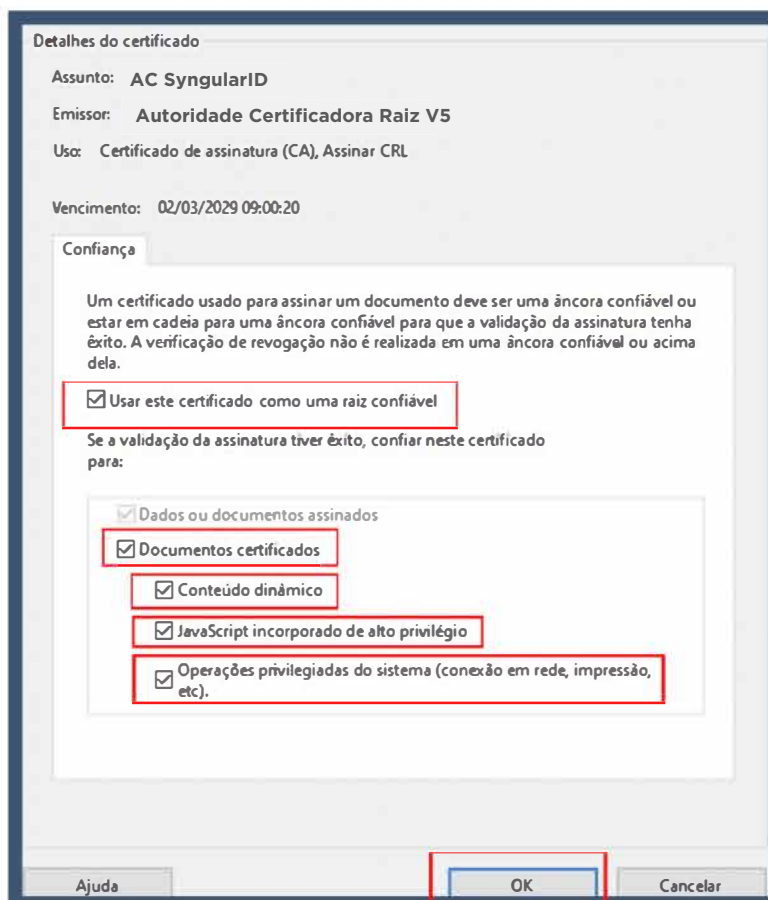 Detalhes do certificado
Assunto: AC SyngularID
Emissor: Autoridade Certificadora Raiz V5
Uso: Certificado de assinatura (CA), Assinar CRL
Vencimento: 02/03/2029 09:00:20
Confiança
Um certificado usado para assinar um documento deve ser uma âncora confiável ou
estar em cadeia para uma âncora confiável para que a validação da assinatura tenha
êxito. A verificação de revogação não é realizada em uma âncora confiável ou acima
dela.
Usar este certificado como uma raiz confiável
Se a validação da assinatura tiver êxito, confiar neste certificado
para:
Dados ou documentos assinados
Documentos certificados
Conteúdo dinâmico
JavaScript incorporado de alto privilégio
Operações privilegiadas do sistema (conexão em rede, impressão,
etc).
Ajuda OK Cancelar